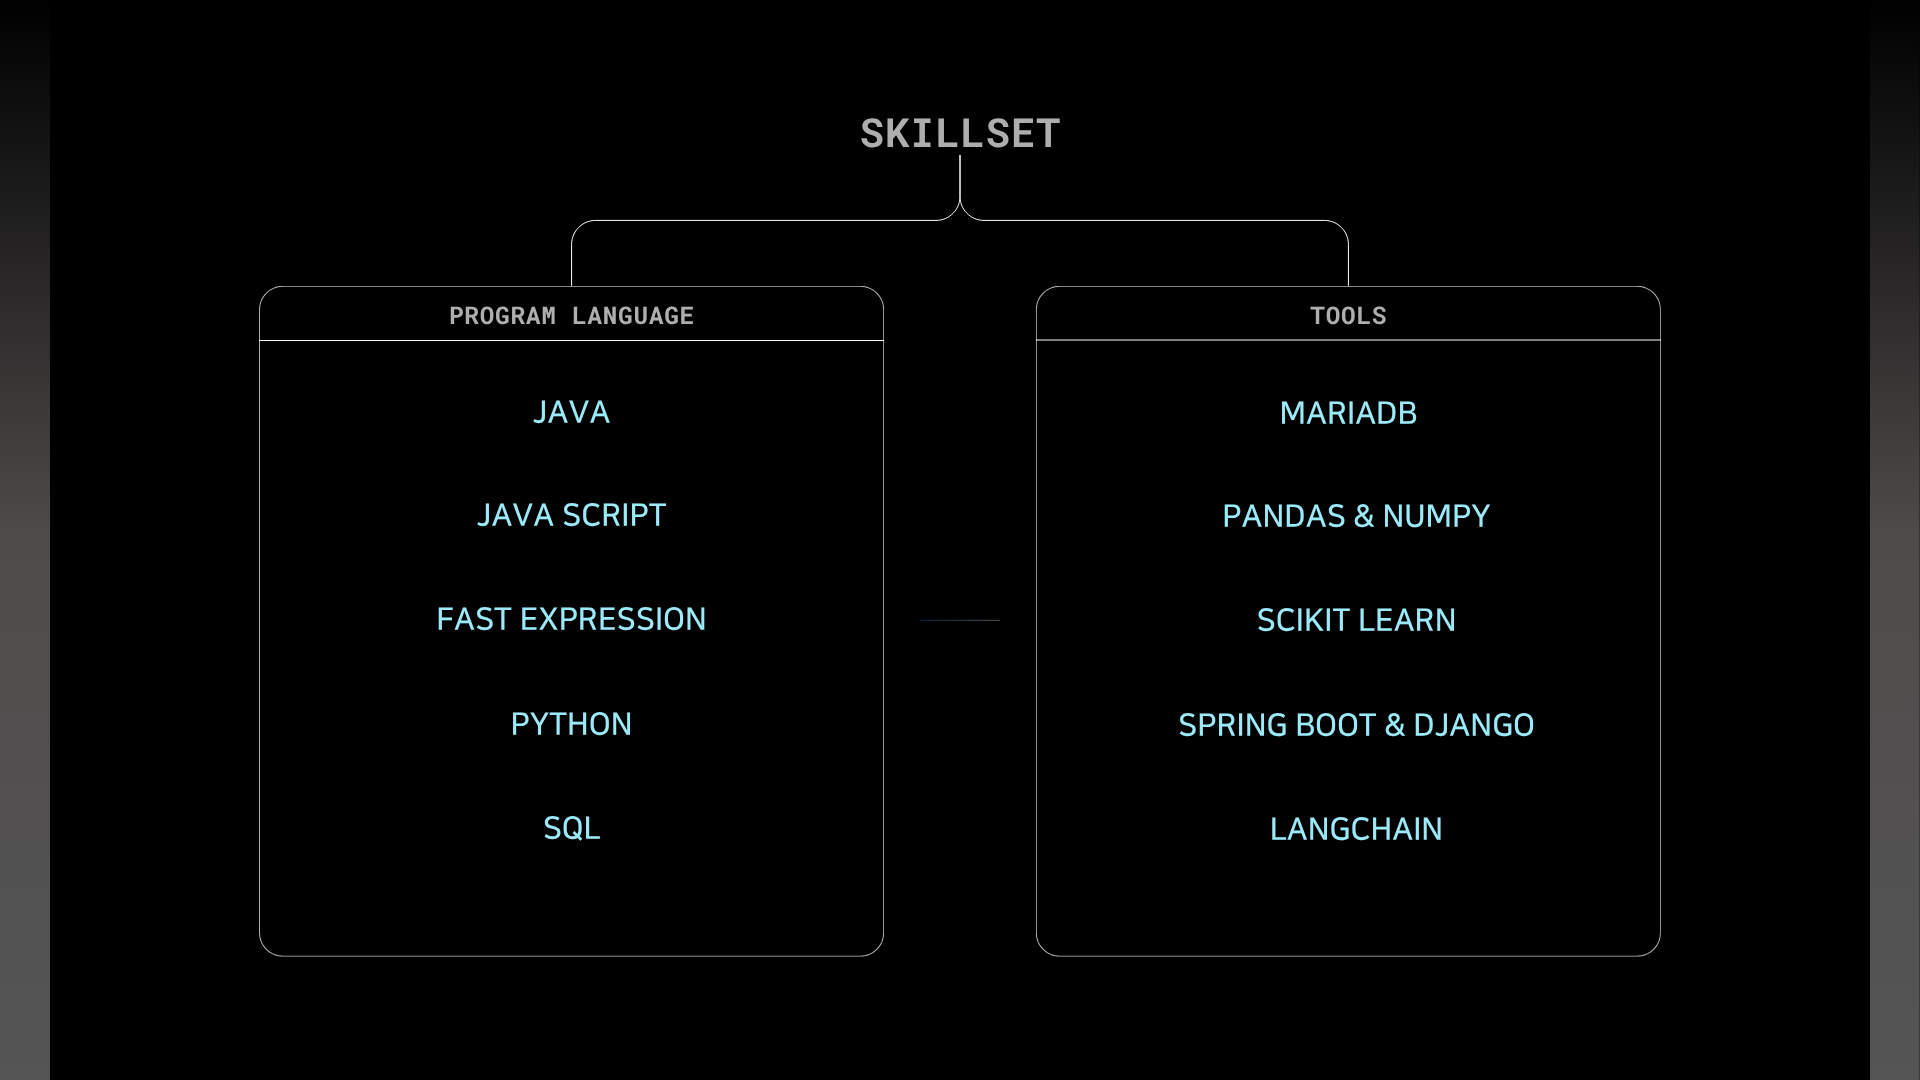 SKILLSET
PROGRAM LANGUAGE
JAVA
JAVA SCRIPT
FAST EXPRESSION
PYTHON
SQL
TOOLS
MARIADB
PANDAS & NUMPY
SCIKIT LEARN
SPRING BOOT & DJANGO
LANGCHAIN